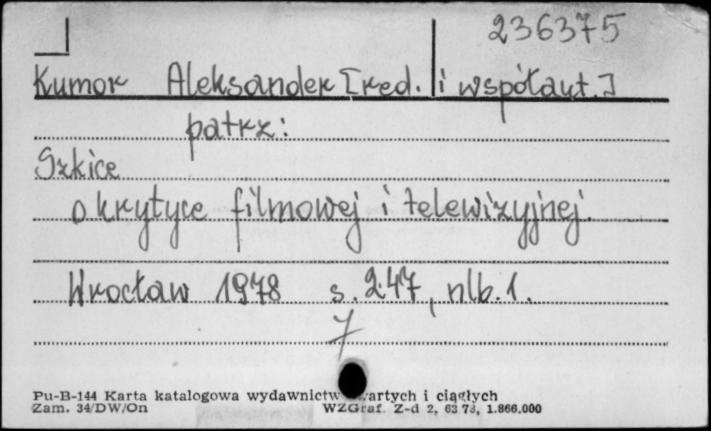 236375
Kumor Aleksander [red. i współaut.]
patrz:
Szkice
o krytyce filmowej i telewizyjnej.
Wrocław 1978 s. 247, nlb. 1.
7
Pu-B-144 Karta katalogowa wydawnictw i ciągłych
Zam. 34/DW/On WZGraf. Z-d 2, 63 73, 1.866.000